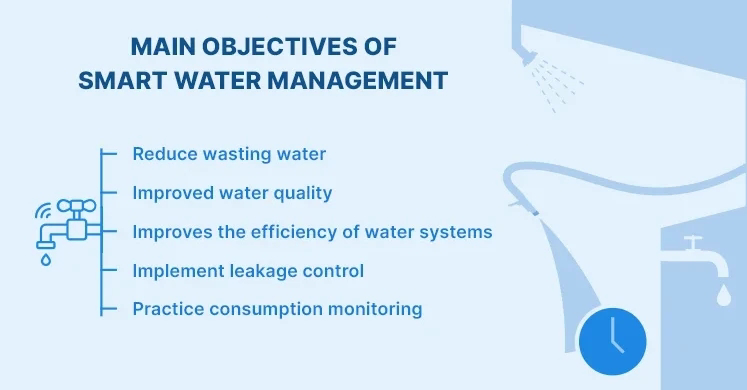 MAIN OBJECTIVES OF
SMART WATER MANAGEMENT
Reduce wasting water
Improved water quality
Improves the efficiency of water systems
Implement leakage control
Practice consumption monitoring